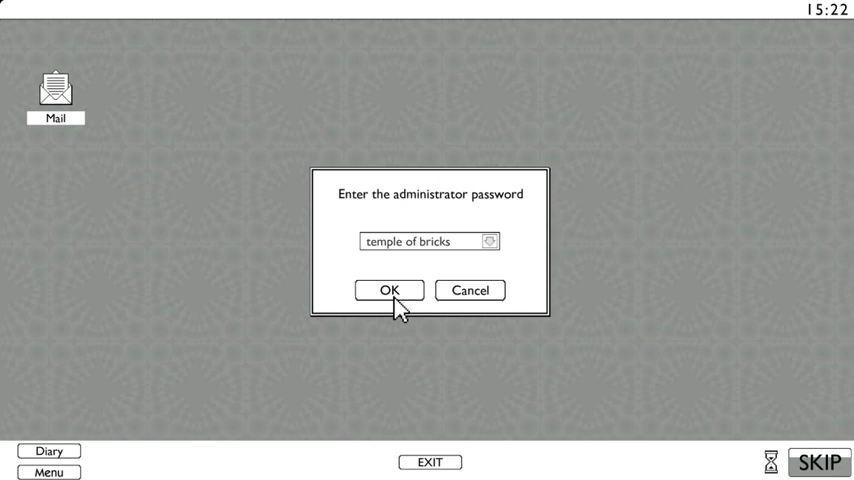 15:22
Mail
Enter the administrator password
temple of bricks
OK
Cancel
Diary
Menu
EXIT
SKIP